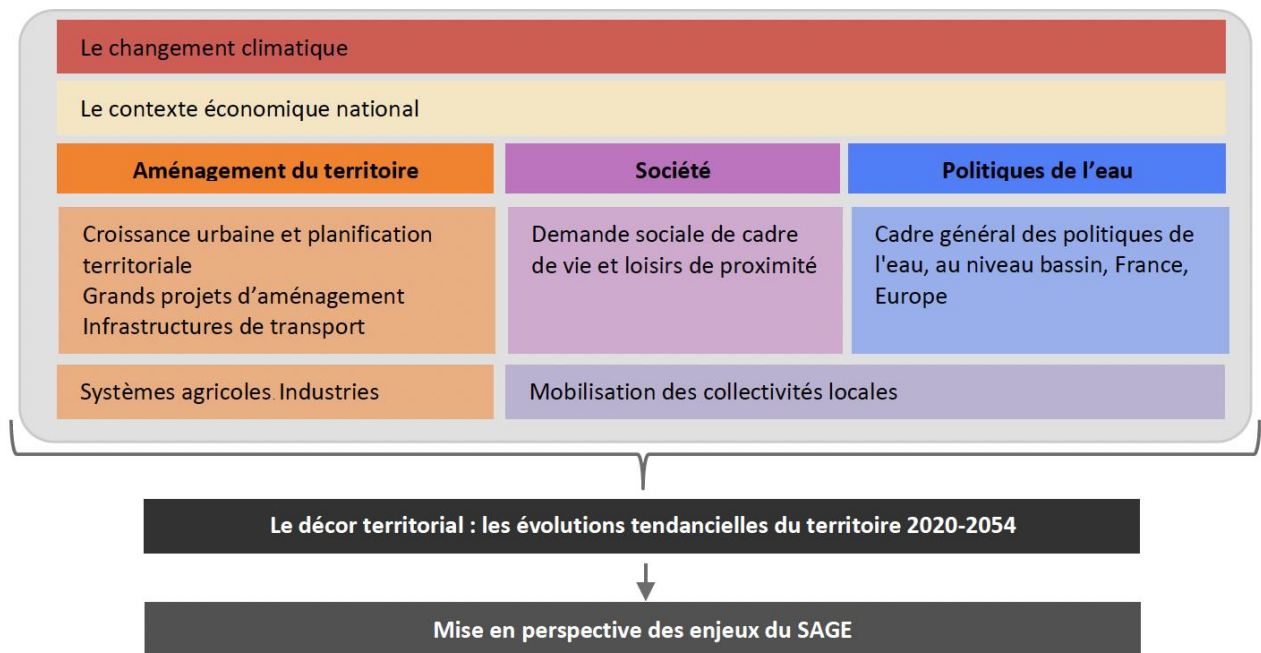 Le changement climatique
Le contexte économique national
Aménagement du territoire
Société
Politiques de l'eau
Croissance urbaine et planification
territoriale
Grands projets d'aménagement
Infrastructures de transport
Demande sociale de cadre
de vie et loisirs de proximité
Cadre général des politiques de
l'eau, au niveau bassin, France,
Europe
Systèmes agricoles. Industries
Mobilisation des collectivités locales
Le décor territorial : les évolutions tendancielles du territoire 2020-2054
Mise en perspective des enjeux du SAGE